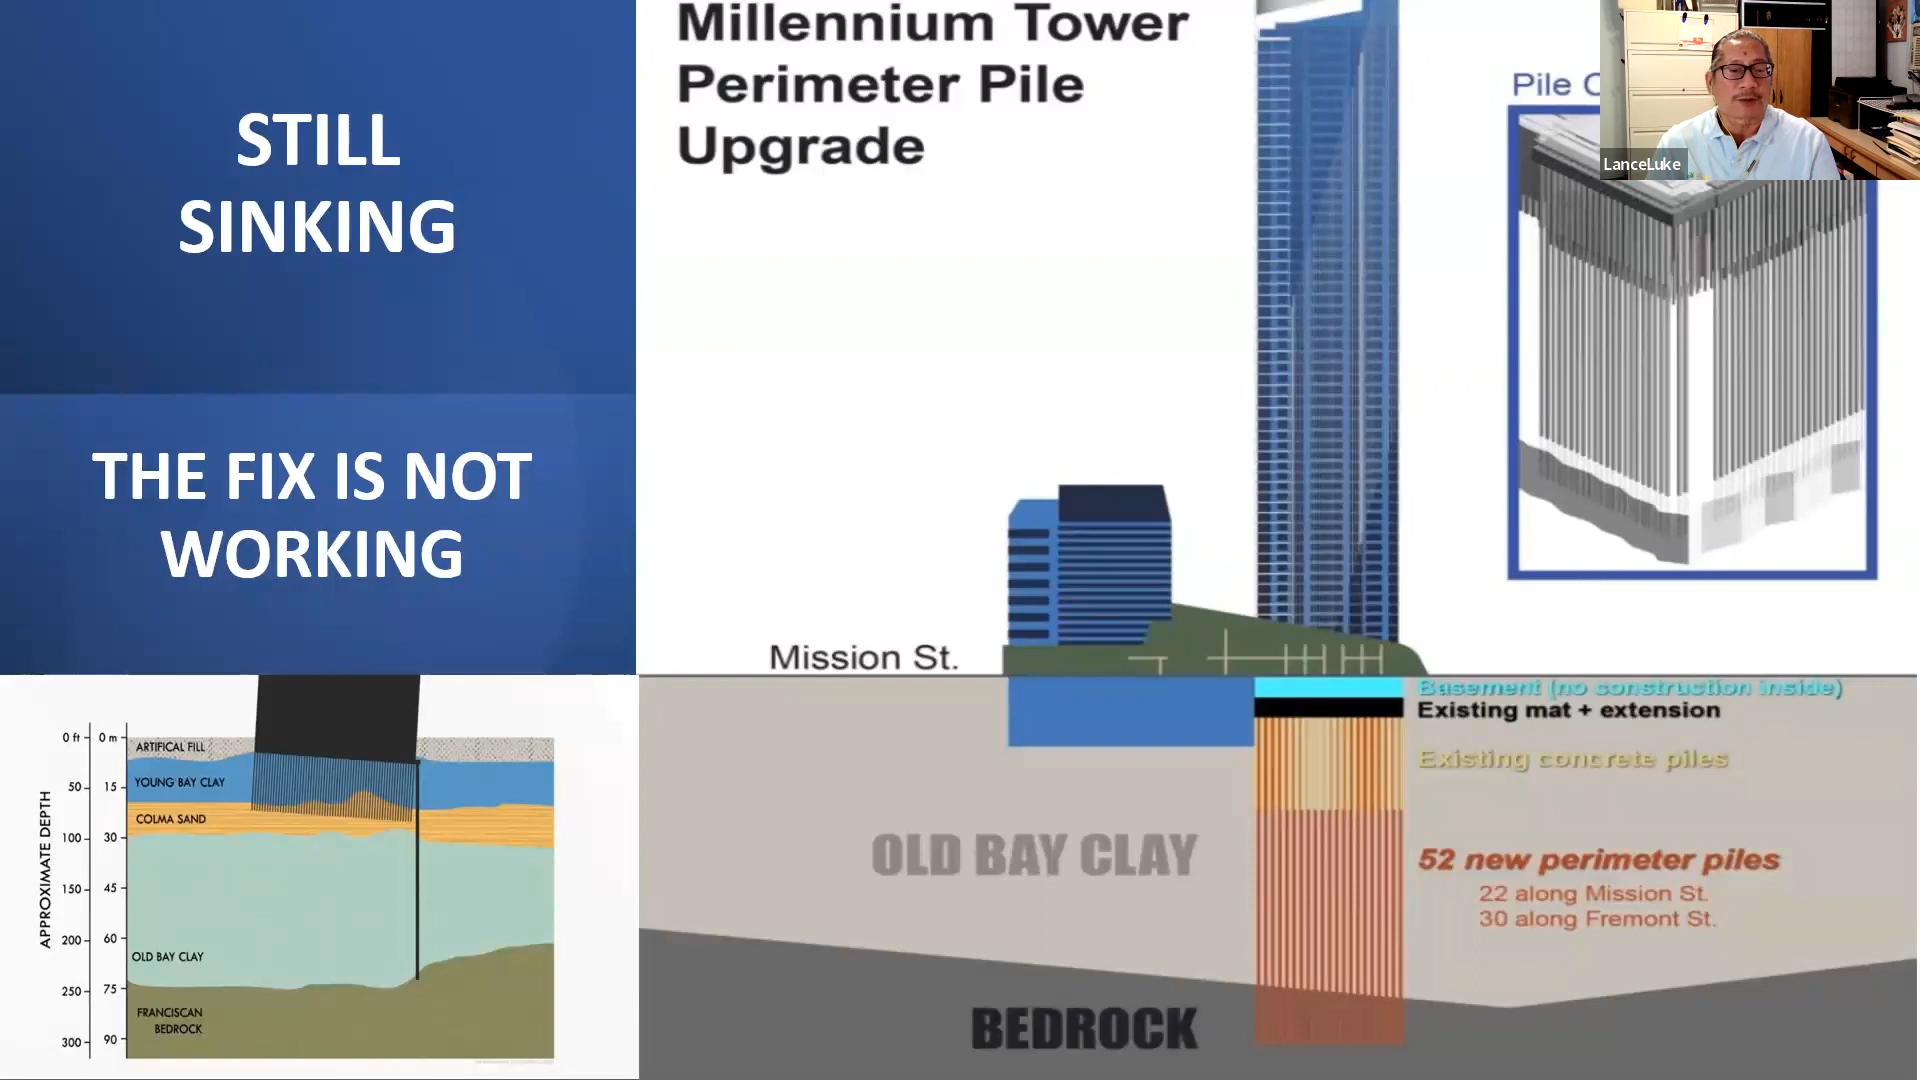 STILL
SINKING
THE FIX IS NOT
WORKING
Millennium Tower
Perimeter Pile
Upgrade
Pile
LanceLuke
Mission St.
Basement (no construction inside)
Existing mat + extension
Existing concrete piles
OLD BAY CLAY
52 new perimeter piles
22 along Mission St.
30 along Fremont St.
BEDROCK
APPROXIMATE DEPTH
0 ft
0 m
50
15
100
30
150
45
200
60
250
75
300
90
ARTIFICAL FILL
YOUNG BAY CLAY
COLMA SAND
OLD BAY CLAY
FRANCISCAN
BEDROCK